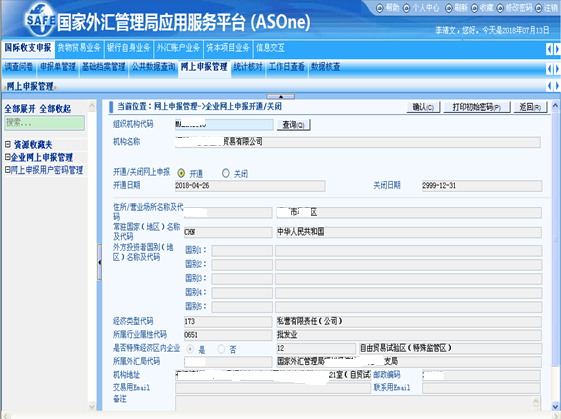 帮助 个人中心 刷新 收藏 修改密码 退出
SAFE 国家外汇管理局应用服务平台 (ASOne)
李靖文，您好，今天是2018年07月13日
国际收支申报 货物贸易业务 银行自身业务 外汇账户业务 资本项目业务 信息交互
调查问卷 申报单管理 基础档案管理 公共数据查询 网上申报管理 统计核对 工作日查看 数据核查
网上申报管理
全部展开 全部收起
搜索...
资源收藏夹
企业网上申报管理
网上申报用户密码管理
当前位置：网上申报管理->企业网上申报开通/关闭
确认(C) 打印初始密码(P) 返回(R)
组织机构代码 查询(Q)
机构名称 贸易有限公司
开通/关闭网上申报 开通 关闭
开通日期 2018-04-26 关闭日期 2999-12-31
住所/营业场所名称及代码 市 区
常驻国家(地区)名称及代码 CHN 中华人民共和国
外方投资者国别(地区)名称及代码 国别1：
国别2：
国别3：
国别4：
国别5：
经济类型代码 173 私营有限责任(公司)
所属行业属性代码 0651 批发业
是否特殊经济区内企业 是 否 12 自由贸易试验区(特殊监管区)
所属外汇局代码 国家外汇管理局 发局
机构地址 21室(自贸试 邮政编码
交易用Email 联系用Email
备注